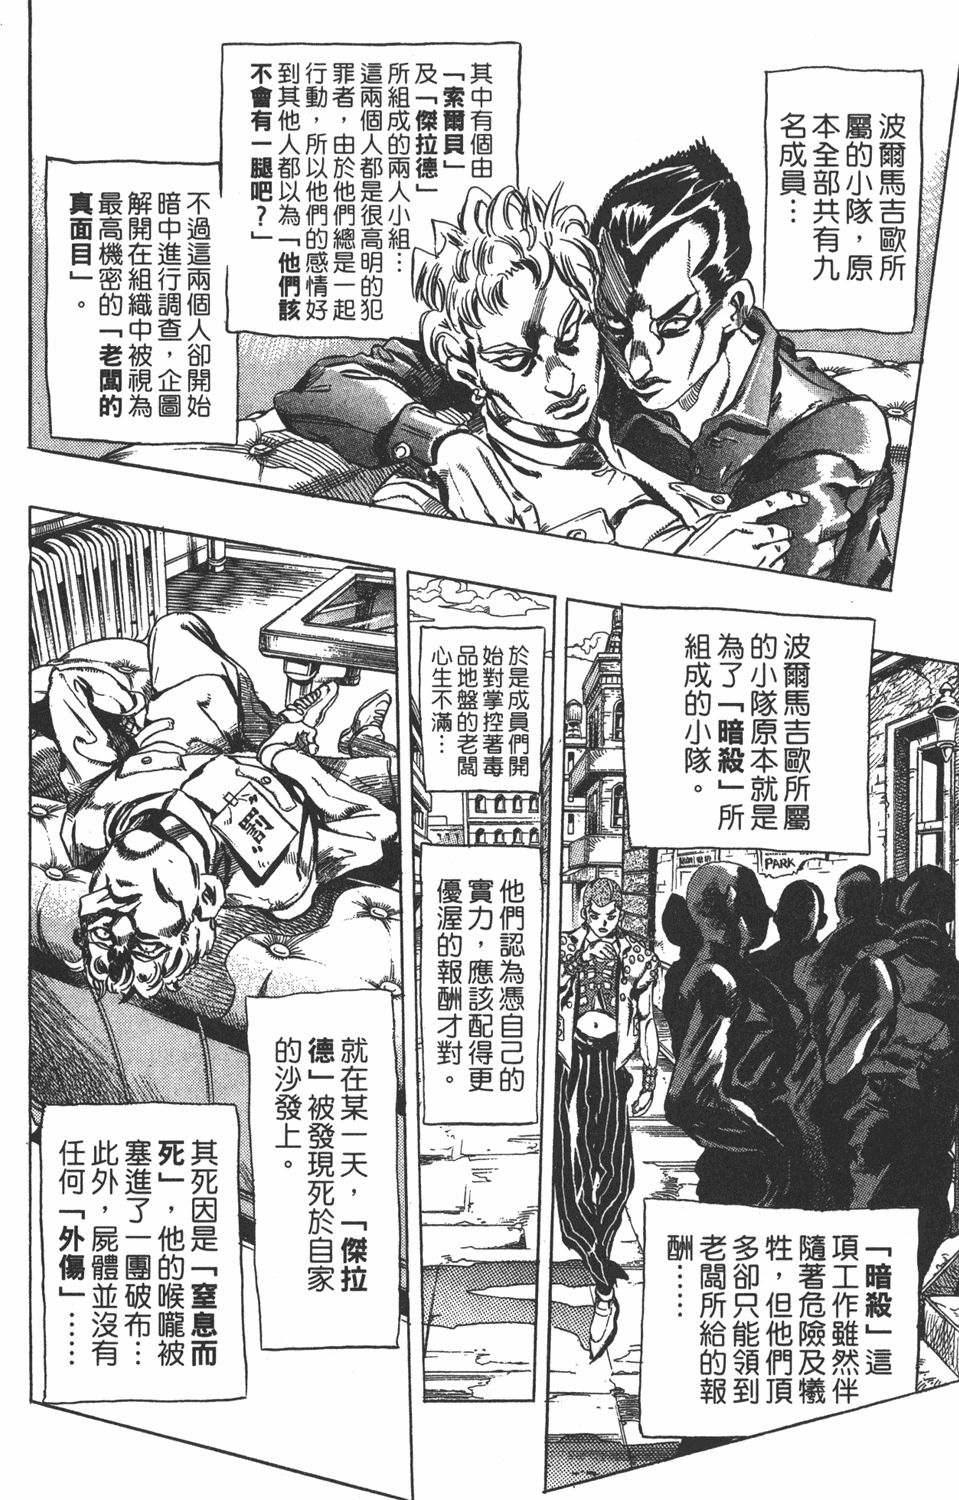 波爾馬吉歐所
屬的小隊，原
本全部共有九
名成員…
其中有個由
「索爾貝」
及「傑拉德」
所組成的兩人小組…
這兩個人都是很高明的犯
罪者，由於他們總是一起
行動，所以他們的感情好
到其他人都以為「他們該
不會有一腿吧？」
不過這兩個人卻開始
暗中進行調查，企圖
解開在組織中被視為
最高機密的「老闆的
真面目」。
波爾馬吉歐所屬
的小隊原本就是
為了「暗殺」所
組成的小隊。
PARK
「暗殺」這
項工作雖然伴
隨著危險及犧
牲，但他們頂
多卻只能領到
老闆所給的報
酬……
於是成員們開
始對掌控著毒
品地盤的老闆
心生不滿…
他們認為憑自己的
實力，應該配得更
優渥的報酬才對。
罰
就在某一天，「傑拉
德」被發現死於自家
的沙發上。
其死因是「窒息而
死」，他的喉嚨被
塞進了一團破布…
此外，屍體並沒有
任何「外傷」……